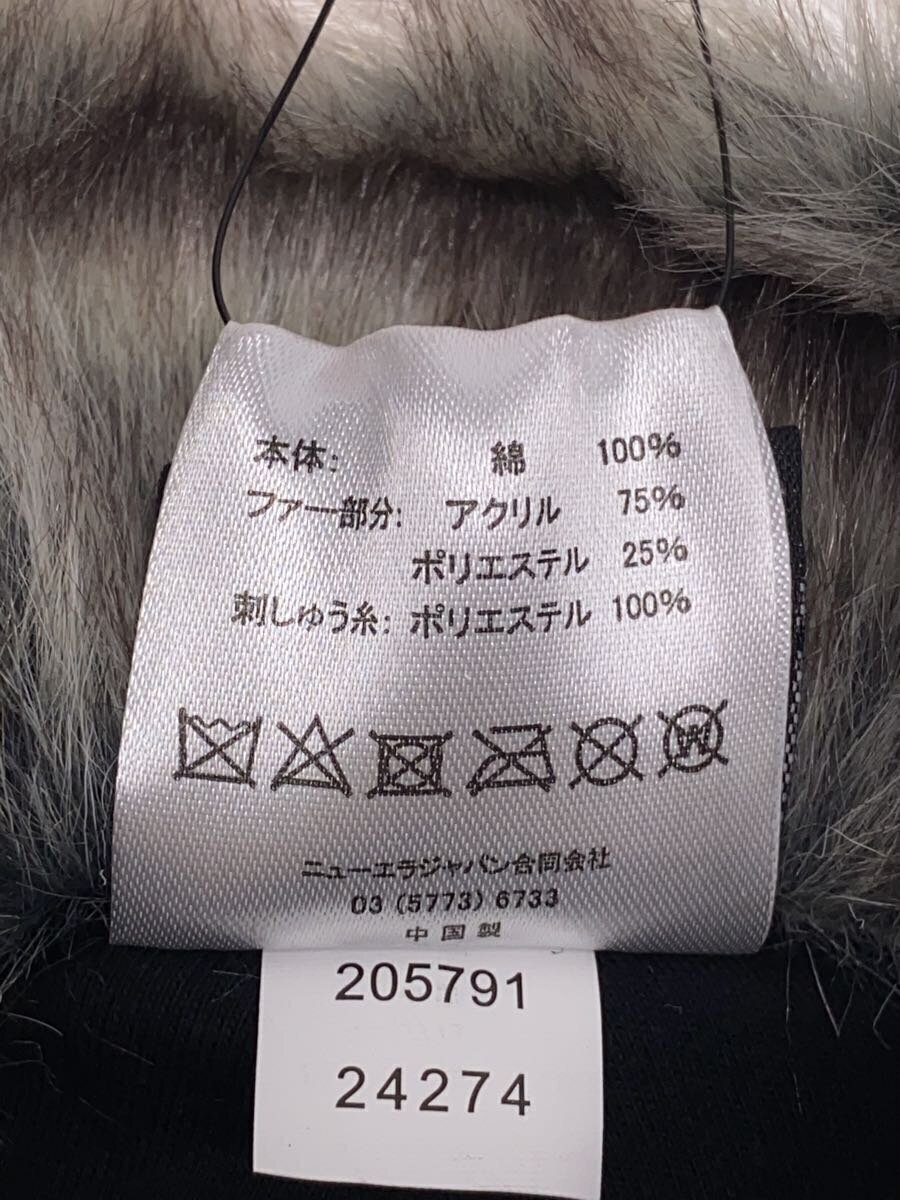 本体: 綿 100%
ファー部分: アクリル 75%
ポリエステル 25%
刺しゅう糸: ポリエステル 100%
W
ニューエラジャパン合同会社
03 (5773) 6733
中国製
205791
24274